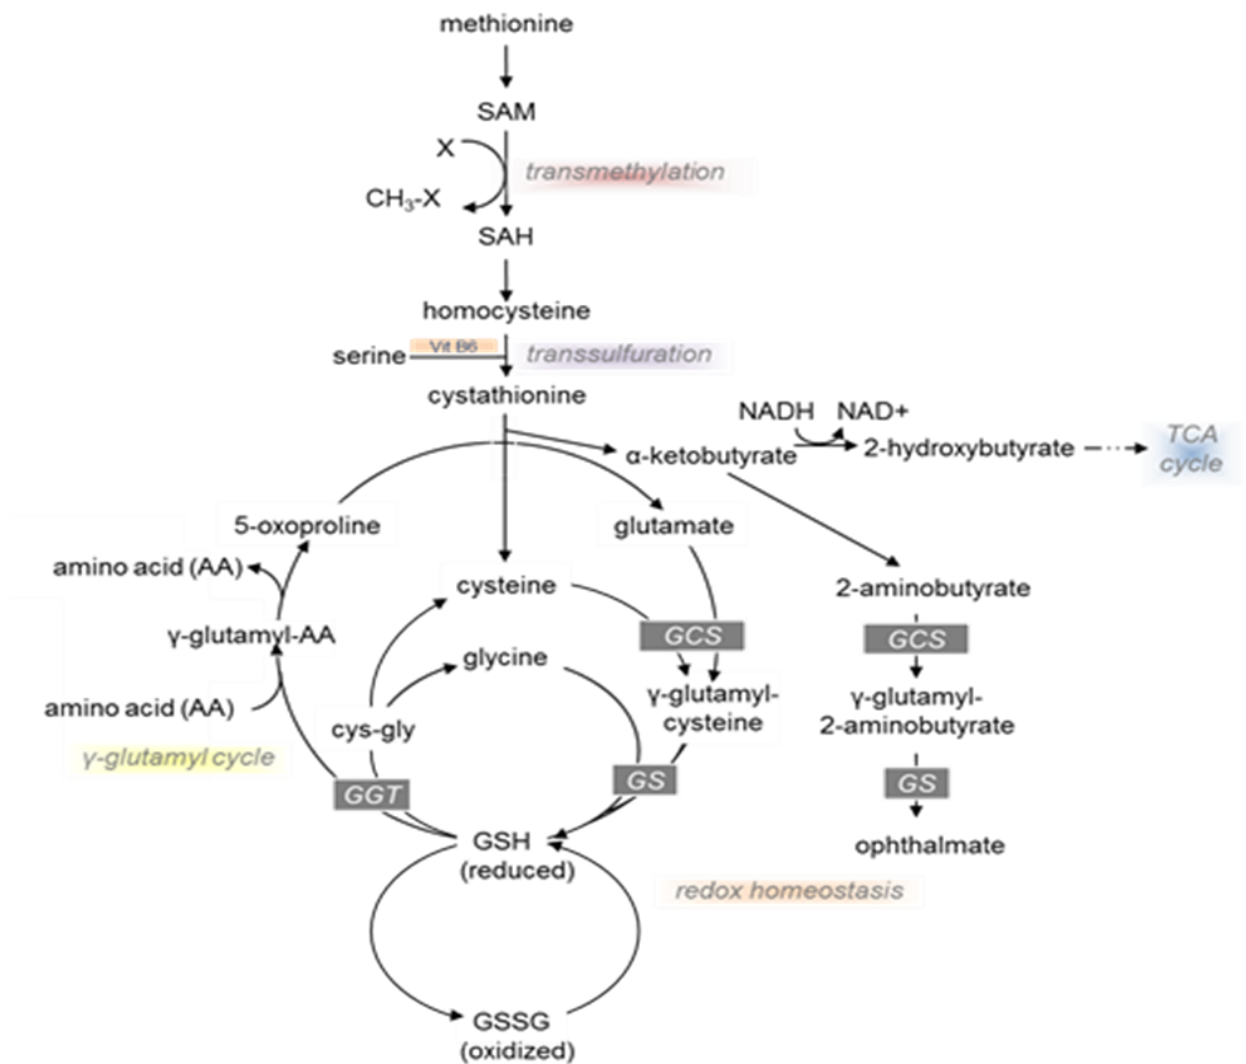 methionine
SAM
X
transmethylation
CH₃-X
SAH
homocysteine
serine
Vit B6
transsulfuration
cystathionine
NADH NAD+
α-ketobutyrate
2-hydroxybutyrate
TCA
cycle
5-oxoproline
glutamate
amino acid (AA)
cysteine
2-aminobutyrate
γ-glutamyl-AA
GCS
GCS
glycine
amino acid (AA)
cys-gly
γ-glutamyl-
cysteine
γ-glutamyl-
2-aminobutyrate
γ-glutamyl cycle
GGT
GS
GS
GSH
(reduced)
ophthalmate
redox homeostasis
GSSG
(oxidized)